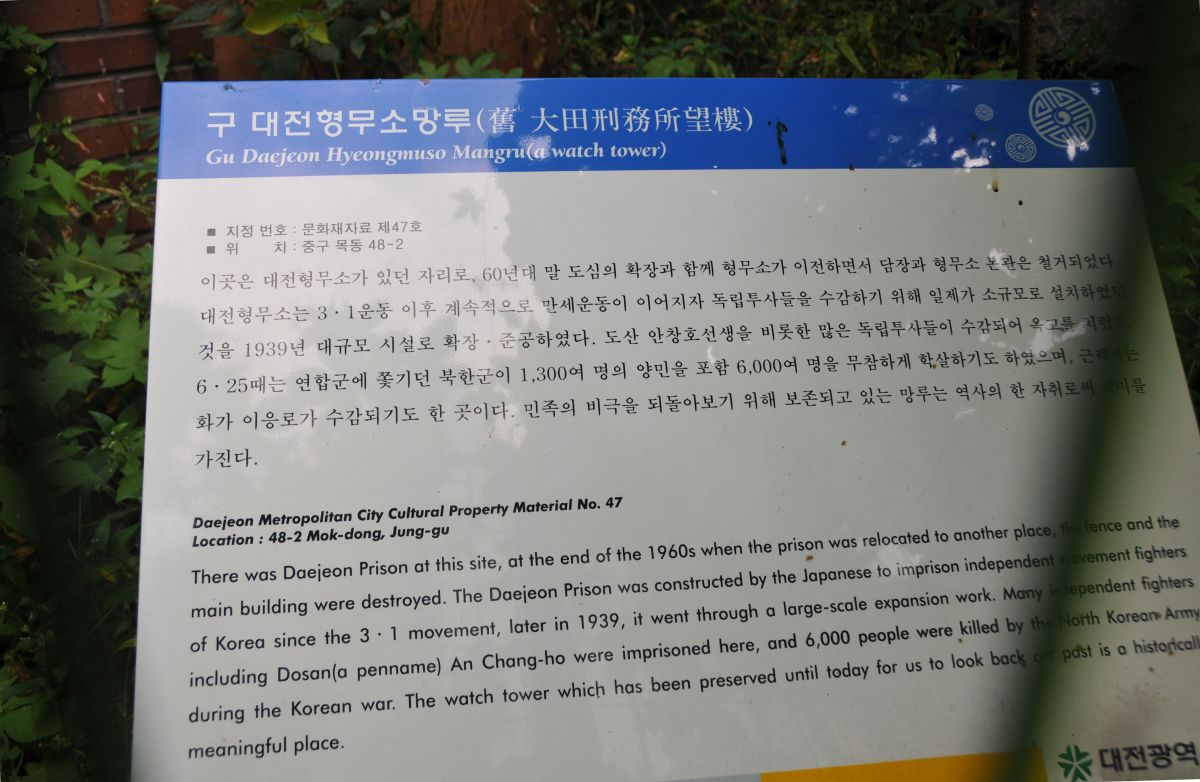 구 대전형무소망루(舊 大田刑務所望樓)
Gu Daejeon Hyeongmuso Mangru(a watch tower)
■ 지정 번호 : 문화재자료 제47호
■ 위 치 : 중구 목동 48-2
이곳은 대전형무소가 있던 자리로, 60년대 말 도심의 확장과 함께 형무소가 이전하면서 담장과 형무소 본관은 철거되었다.
대전형무소는 3·1운동 이후 계속적으로 만세운동이 이어지자 독립투사들을 수감하기 위해 일제가 소규모로 설치하였던
것을 1939년 대규모 시설로 확장·준공하였다. 도산 안창호선생을 비롯한 많은 독립투사들이 수감되어 옥고를
6·25때는 연합군에 쫓기던 북한군이 1,300여 명의 양민을 포함 6,000여 명을 무참하게 학살하기도 하였으며,
화가 이응로가 수감되기도 한 곳이다. 민족의 비극을 되돌아보기 위해 보존되고 있는 망루는 역사의 한 자취로써
가진다.
Daejeon Metropolitan City Cultural Property Material No. 47
Location : 48-2 Mok-dong, Jung-gu
There was Daejeon Prison at this site, at the end of the 1960s when the prison was relocated to another place, the fence and the
main building were destroyed. The Daejeon Prison was constructed by the Japanese to imprison independent movement fighters
of Korea since the 3·1 movement, later in 1939, it went through a large-scale expansion work. Many independent fighters
including Dosan(a penname) An Chang-ho were imprisoned here, and 6,000 people were killed by the North Korean Army
during the Korean war. The watch tower which has been preserved until today for us to look back our past is a historicall
meaningful place.
대전광역